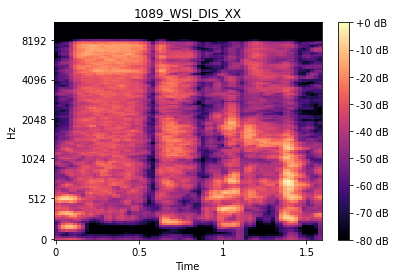 1089_WSI_DIS_XX
8192
4096
2048
1024
512
0
Hz
0
0.5
1
1.5
Time
+0 dB
-10 dB
-20 dB
-30 dB
-40 dB
-50 dB
-60 dB
-70 dB
-80 dB